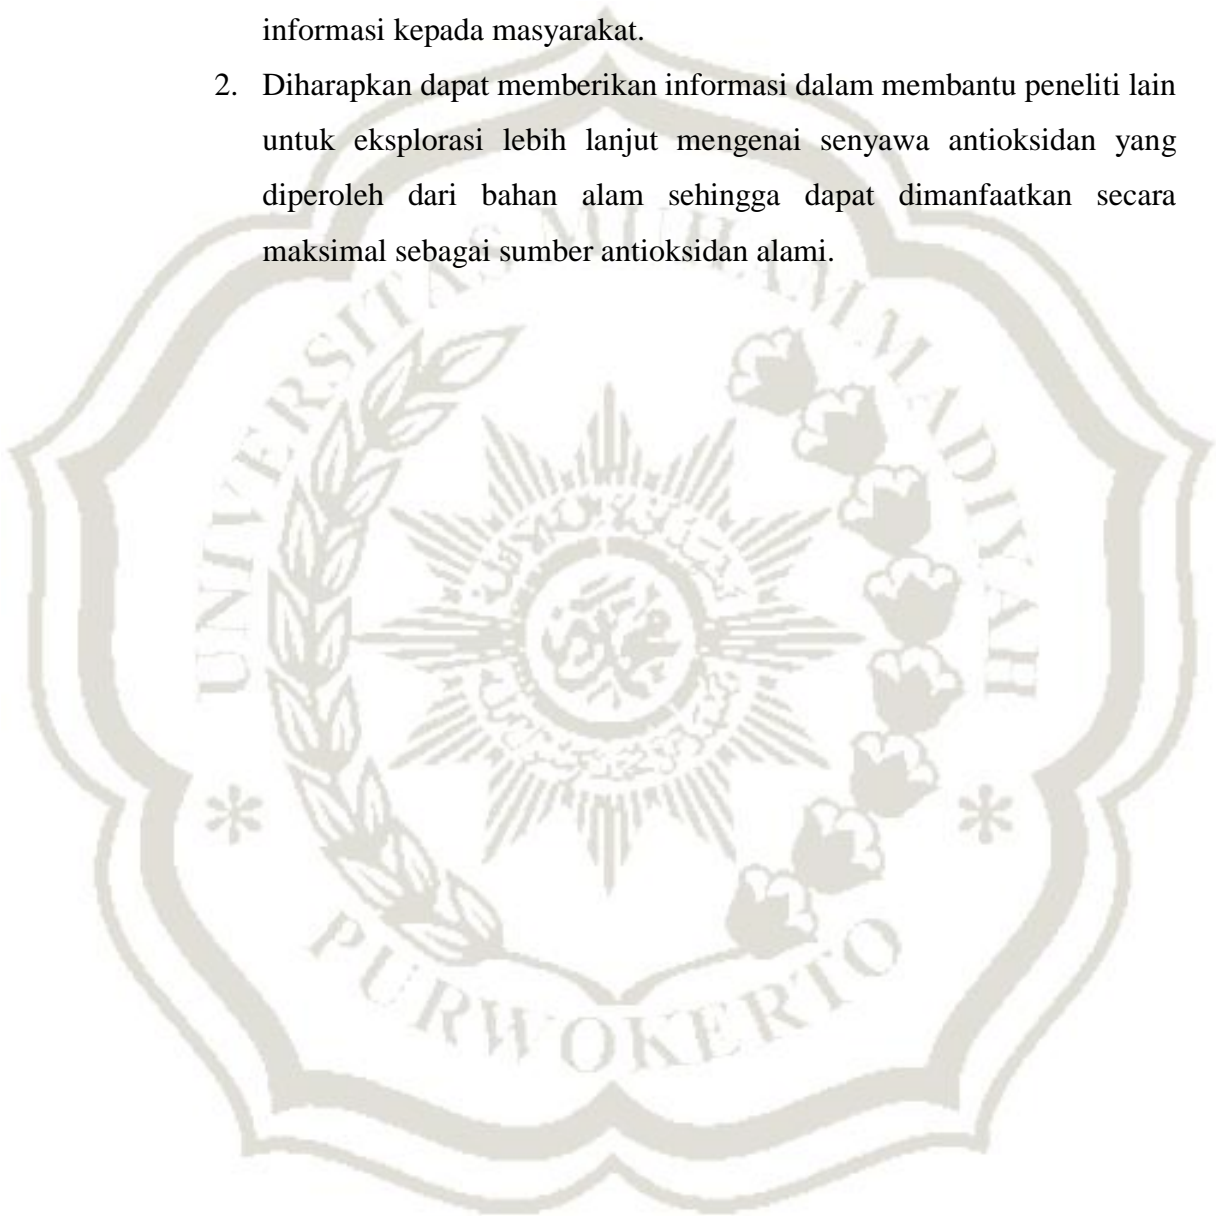 informasi kepada masyarakat.
2. Diharapkan dapat memberikan informasi dalam membantu peneliti lain
untuk eksplorasi lebih lanjut mengenai senyawa antioksidan yang
diperoleh dari bahan alam sehingga dapat dimanfaatkan secara
maksimal sebagai sumber antioksidan alami.
UNIVERSITAS MUHAMMADIYAH
PURWOKERTO